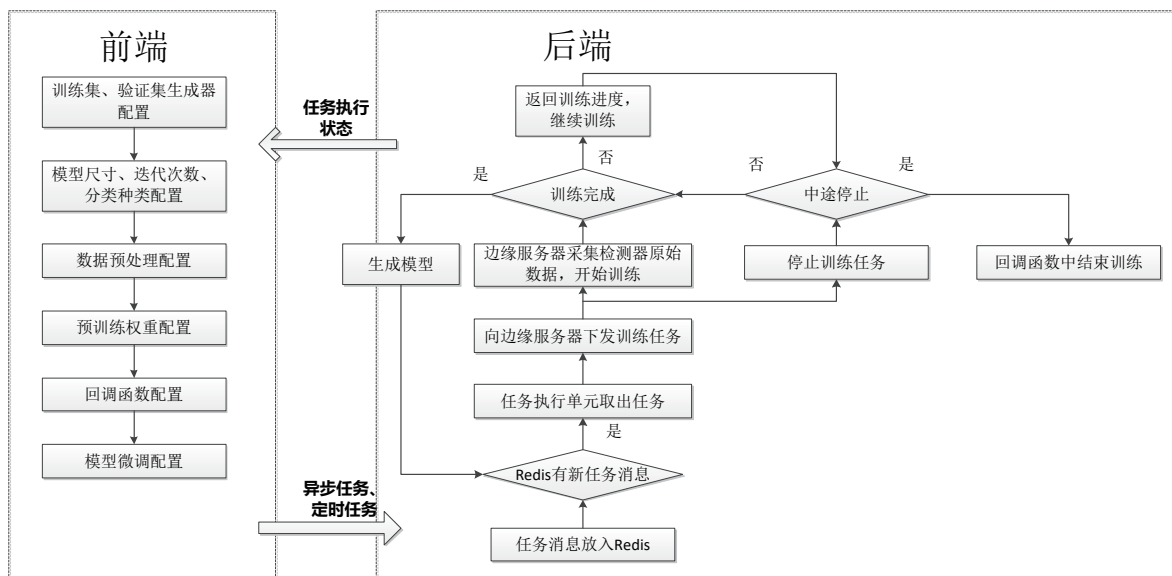 前端
训练集、验证集生成器
配置
模型尺寸、迭代次数、
分类种类配置
数据预处理配置
预训练权重配置
回调函数配置
模型微调配置
任务执行
状态
异步任务、
定时任务
后端
返回训练进度，
继续训练
否
是
训练完成
否
是
中途停止
生成模型
边缘服务器采集检测器原始
数据，开始训练
停止训练任务
回调函数中结束训练
向边缘服务器下发训练任务
任务执行单元取出任务
是
Redis有新任务消息
任务消息放入Redis